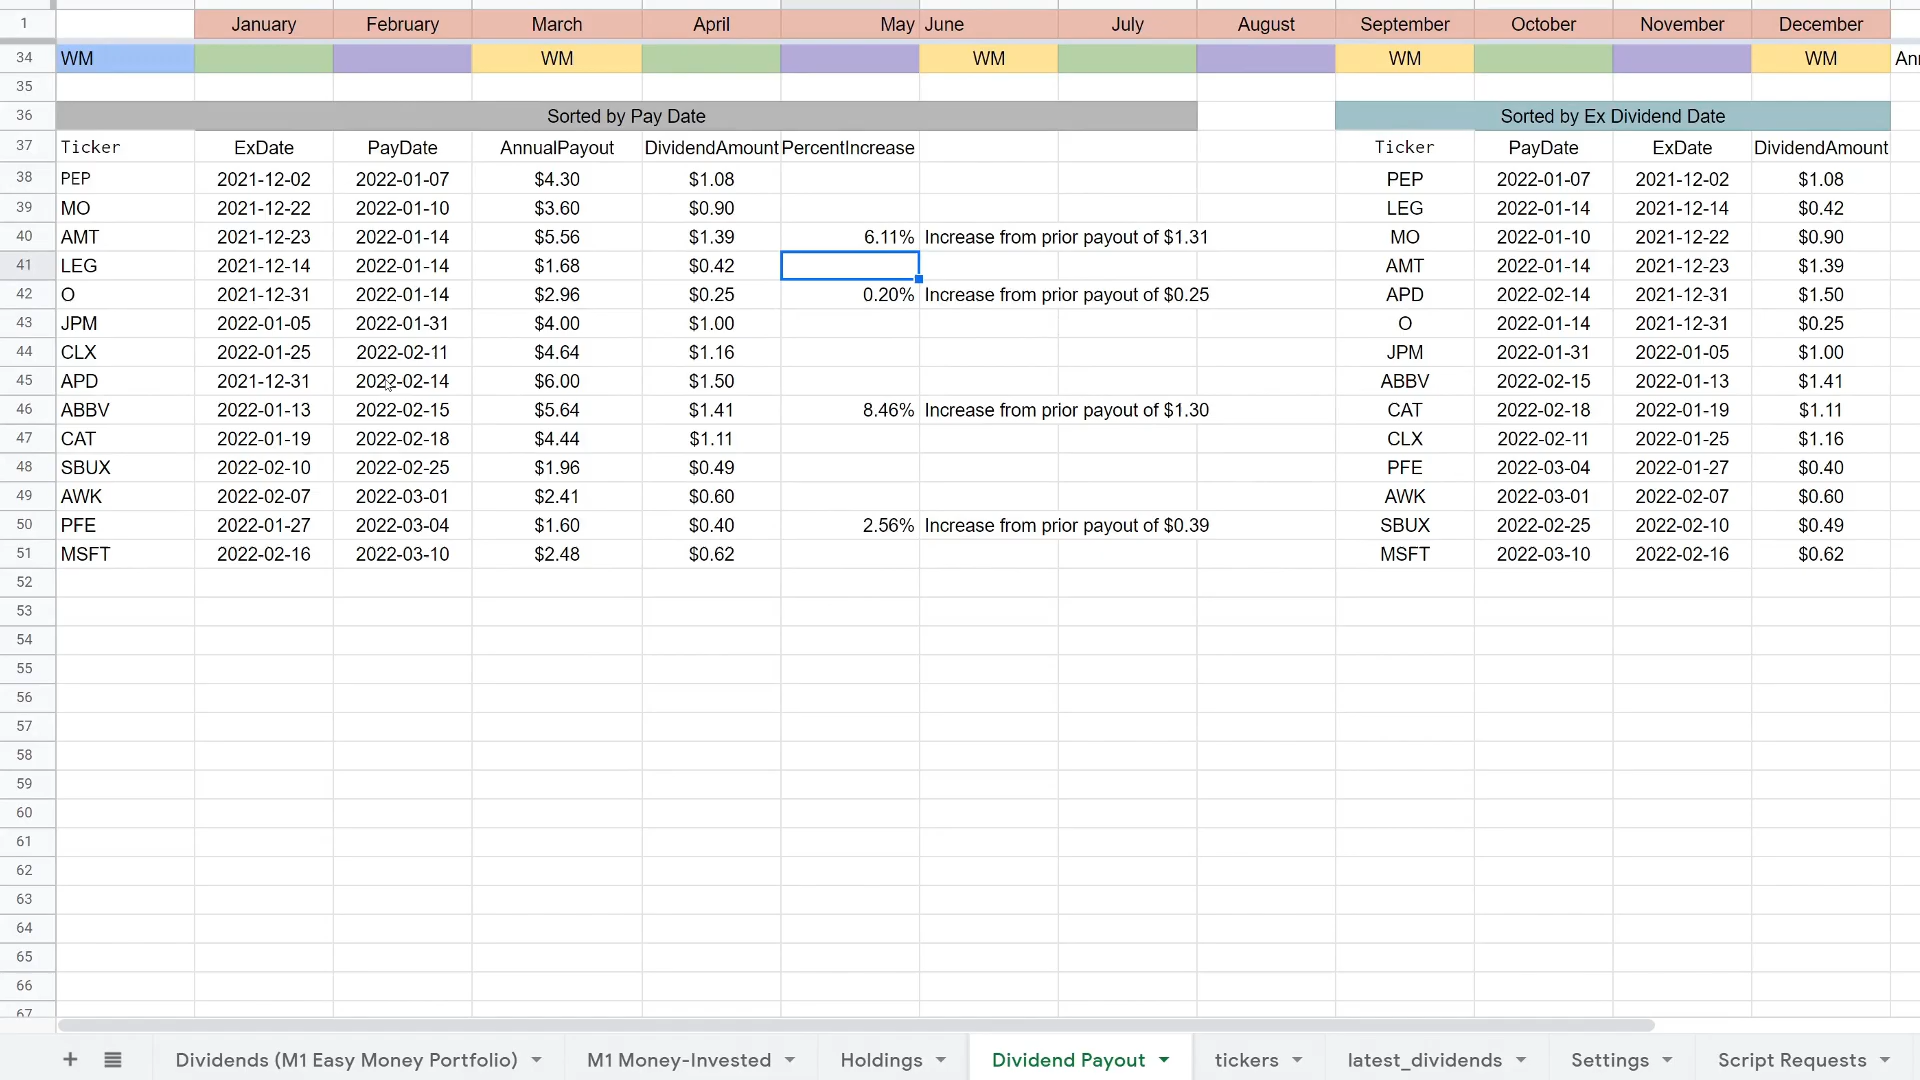 1 January February March April May June July August September October November December
34 WM WM WM WM WM
35
36 Sorted by Pay Date Sorted by Ex Dividend Date
37 Ticker ExDate PayDate AnnualPayout DividendAmount PercentIncrease Ticker PayDate ExDate DividendAmount
38 PEP 2021-12-02 2022-01-07 $4.30 $1.08 PEP 2022-01-07 2021-12-02 $1.08
39 MO 2021-12-22 2022-01-10 $3.60 $0.90 LEG 2022-01-14 2021-12-14 $0.42
40 AMT 2021-12-23 2022-01-14 $5.56 $1.39 6.11% Increase from prior payout of $1.31 MO 2022-01-10 2021-12-22 $0.90
41 LEG 2021-12-14 2022-01-14 $1.68 $0.42 AMT 2022-01-14 2021-12-23 $1.39
42 O 2021-12-31 2022-01-14 $2.96 $0.25 0.20% Increase from prior payout of $0.25 APD 2022-02-14 2021-12-31 $1.50
43 JPM 2022-01-05 2022-01-31 $4.00 $1.00 O 2022-01-14 2021-12-31 $0.25
44 CLX 2022-01-25 2022-02-11 $4.64 $1.16 JPM 2022-01-31 2022-01-05 $1.00
45 APD 2021-12-31 2022-02-14 $6.00 $1.50 ABBV 2022-02-15 2022-01-13 $1.41
46 ABBV 2022-01-13 2022-02-15 $5.64 $1.41 8.46% Increase from prior payout of $1.30 CAT 2022-02-18 2022-01-19 $1.11
47 CAT 2022-01-19 2022-02-18 $4.44 $1.11 CLX 2022-02-11 2022-01-25 $1.16
48 SBUX 2022-02-10 2022-02-25 $1.96 $0.49 PFE 2022-03-04 2022-01-27 $0.40
49 AWK 2022-02-07 2022-03-01 $2.41 $0.60 AWK 2022-03-01 2022-02-07 $0.60
50 PFE 2022-01-27 2022-03-04 $1.60 $0.40 2.56% Increase from prior payout of $0.39 SBUX 2022-02-25 2022-02-10 $0.49
51 MSFT 2022-02-16 2022-03-10 $2.48 $0.62 MSFT 2022-03-10 2022-02-16 $0.62
52
53
54
55
56
57
58
59
60
61
62
63
64
65
66
67
+ Dividends (M1 Easy Money Portfolio) M1 Money-Invested Holdings Dividend Payout tickers latest_dividends Settings Script Requests